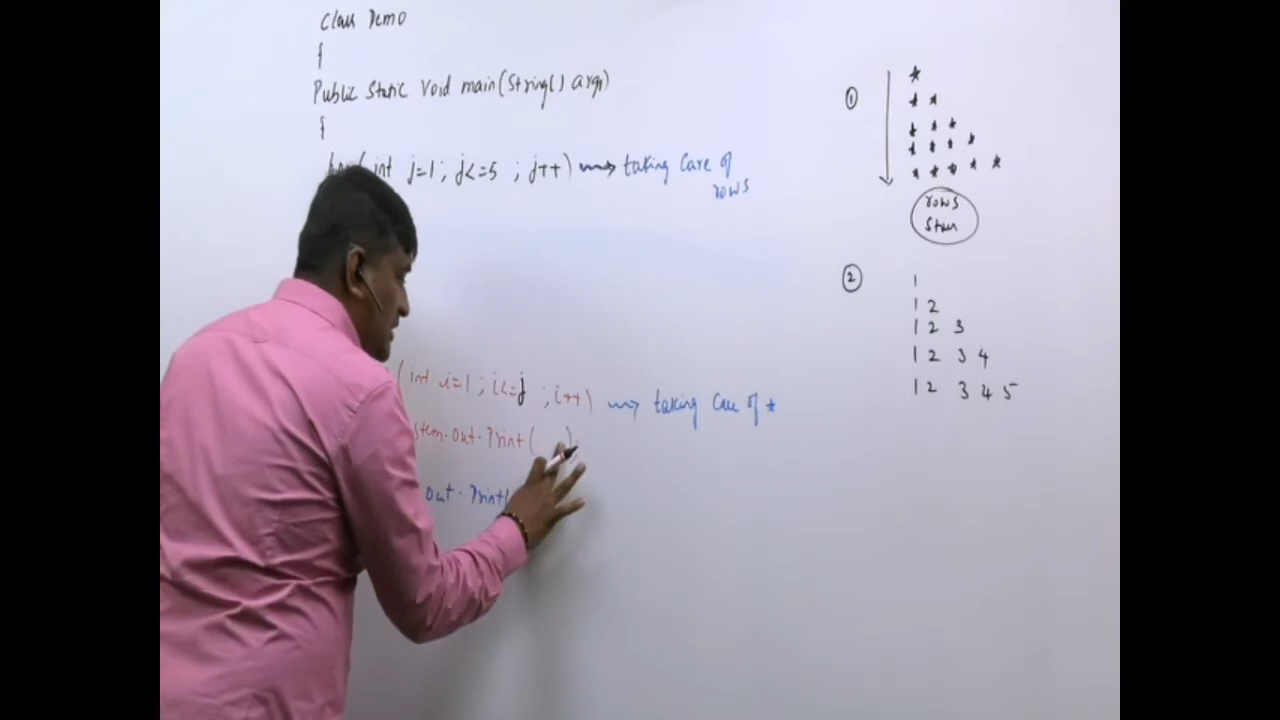 Class Demo
{
Public Static Void main(String() args)
{
int j=1; j<=5 ; j++) taking Care of
rows
(int i=1; i<=j ; i++) taking Care of *
stem.out.Print( )
out.Print
①
*
* *
* * *
* * * *
* * * * *
rows
Stars
②
1
1 2
1 2 3
1 2 3 4
1 2 3 4 5